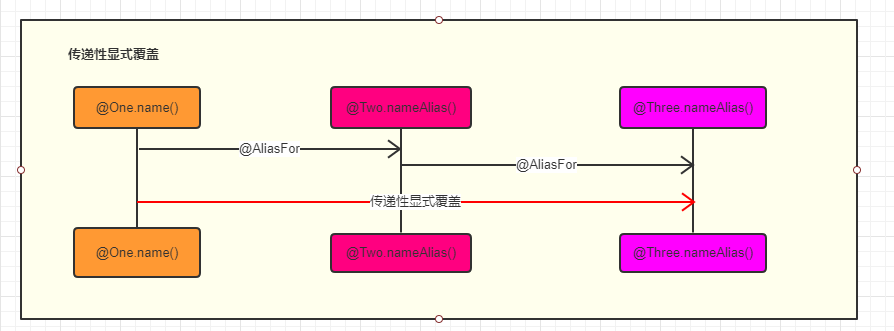 传递性显式覆盖
@One.name()
@Two.nameAlias()
@Three.nameAlias()
@AliasFor
@AliasFor
传递性显式覆盖
@One.name()
@Two.nameAlias()
@Three.nameAlias()